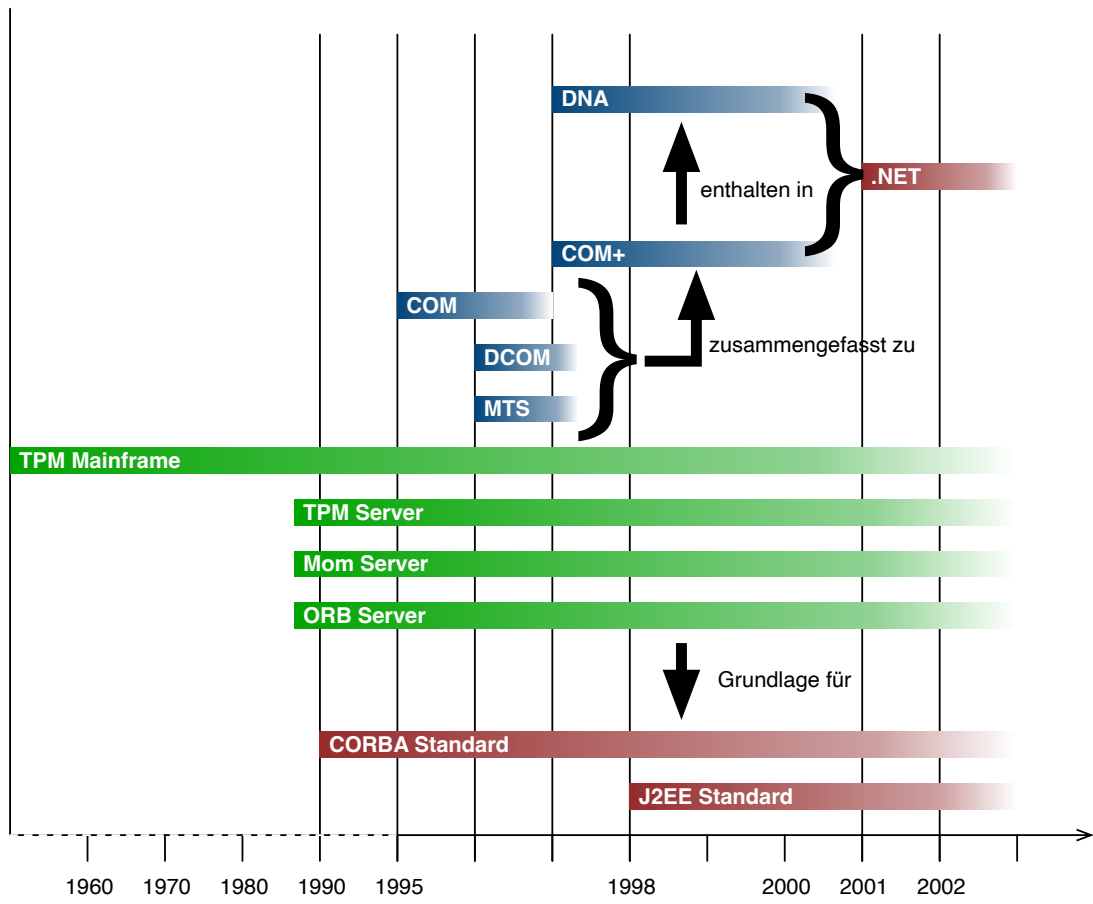 DNA
enthalten in
.NET
COM+
COM
zusammengefasst zu
DCOM
MTS
TPM Mainframe
TPM Server
Mom Server
ORB Server
Grundlage für
CORBA Standard
J2EE Standard
1960 1970 1980 1990 1995 1998 2000 2001 2002